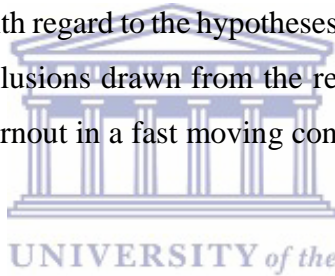 th regard to the hypotheses
lusions drawn from the re
rnout in a fast moving con
UNIVERSITY of the